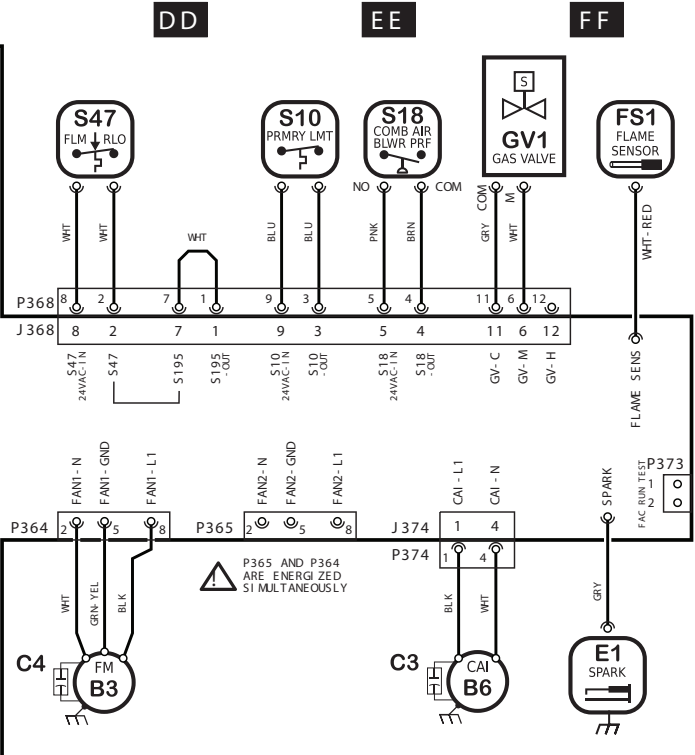 DD EE FF
S47
FLM RLO
S10
PRMRY LMT
S18
COMB AIR
BLWR PRF
S
GV1
GAS VALVE
FS1
FLAME
SENSOR
NO COM
COM M
WHT WHT WHT BLU BLU PNK BRN GRY WHT WHT-RED
P368 8 2 7 1 9 3 5 4 11 6 12
J368 8 2 7 1 9 3 5 4 11 6 12
S47
24VAC-IN
S47
S195
S195
-OUT
S10
24VAC-IN
S10
-OUT
S18
24VAC-IN
S18
-OUT
GV-C
GV-M
GV-H
FLAME SENS
FAN1-N
FAN1-GND
FAN1-L1
FAN2-N
FAN2-GND
FAN2-L1
CAI-L1
CAI-N
SPARK
FAC RUN TEST
P373
1
2
P364 2 5 8
P365 2 5 8
J374 1 4
P374 1 4
P365 AND P364
ARE ENERGIZED
SIMULTANEOUSLY
!
WHT GRN-YEL BLK BLK WHT GRY
C4
FM
B3
C3
CAI
B6
E1
SPARK